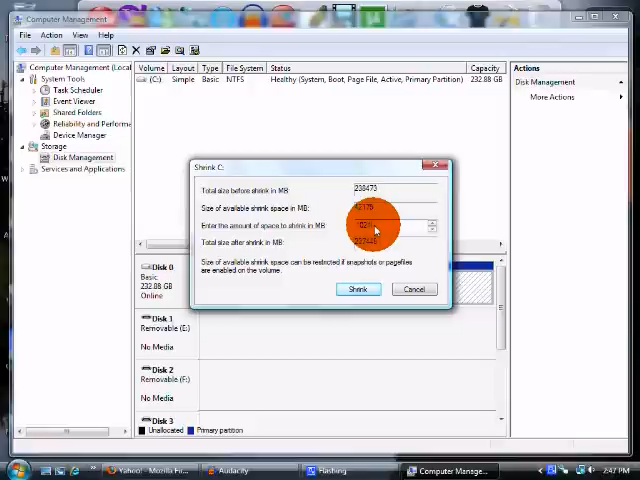 Computer Management
File Action View Help
Computer Management (Local
System Tools
Task Scheduler
Event Viewer
Shared Folders
Reliability and Performa
Device Manager
Storage
Disk Management
Services and Applications
Volume Layout Type File System Status Capacity
(C:) Simple Basic NTFS Healthy (System, Boot, Page File, Active, Primary Partition) 232.88 GB
Actions
Disk Management
More Actions
Shrink C:
Total size before shrink in MB: 238473
Size of available shrink space in MB:
Enter the amount of space to shrink in MB:
Total size after shrink in MB:
Size of available shrink space can be restricted if snapshots or pagefiles
are enabled on the volume.
Shrink Cancel
Disk 0
Basic
232.88 GB
Online
Disk 1
Removable (E:)
No Media
Disk 2
Removable (F:)
No Media
Disk 3
Unallocated Primary partition
Yahoo! - Mozilla Fire... Audacity Flashing Computer Manage... 2:47 PM